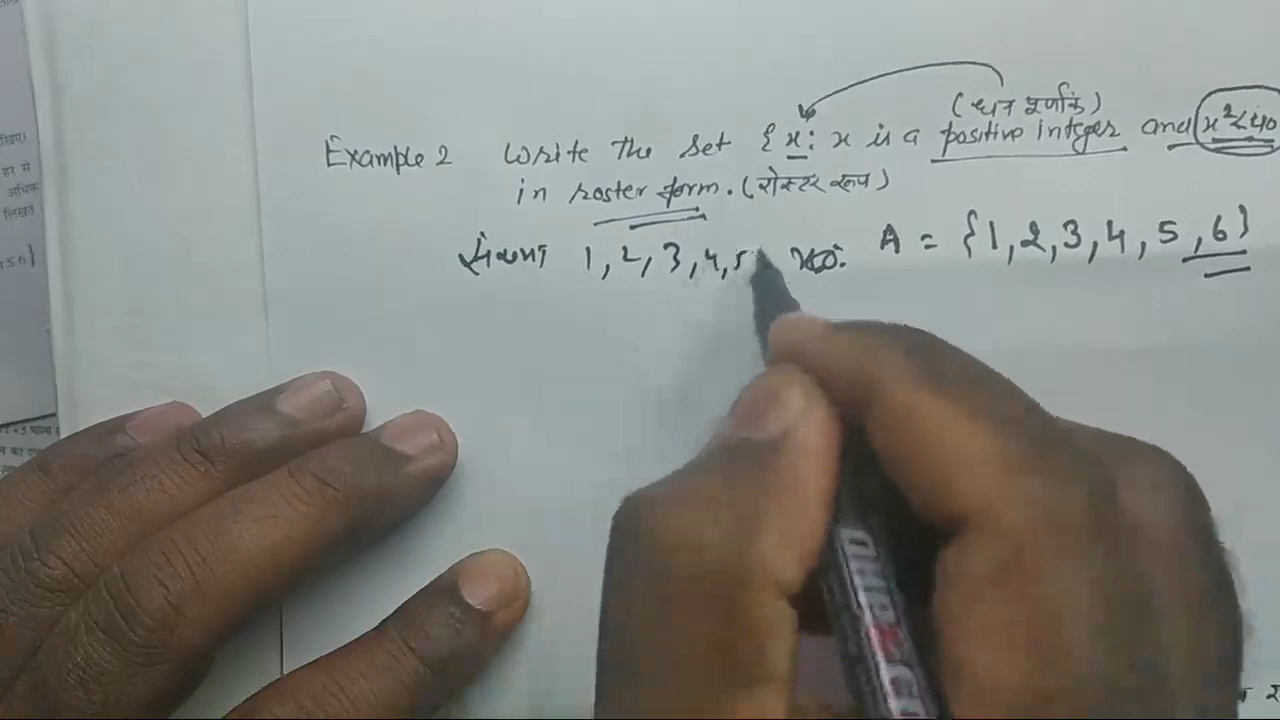 (धन पूर्णांक)
Example 2 Write the set {x: x is a positive integer and x²<40
in roster form. (रोस्टर रूप)
संख्या 1, 2, 3, 4, 5 A = {1, 2, 3, 4, 5, 6}